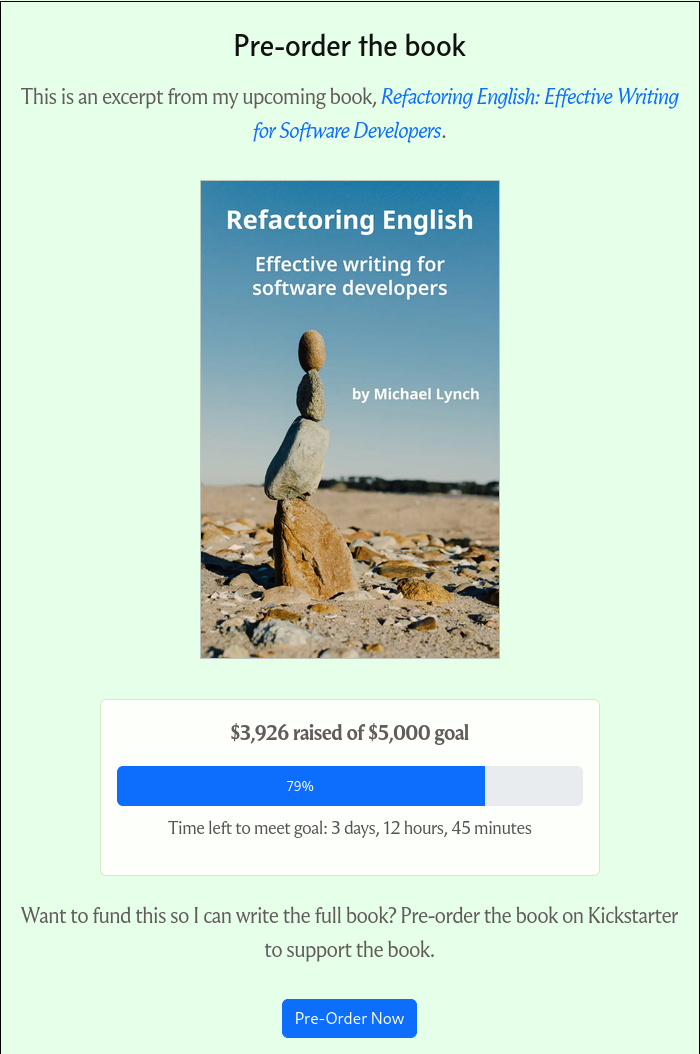 Pre-order the book
This is an excerpt from my upcoming book, Refactoring English: Effective Writing
for Software Developers.
Refactoring English
Effective writing for
software developers
by Michael Lynch
$3,926 raised of $5,000 goal
79%
Time left to meet goal: 3 days, 12 hours, 45 minutes
Want to fund this so I can write the full book? Pre-order the book on Kickstarter
to support the book.
Pre-Order Now